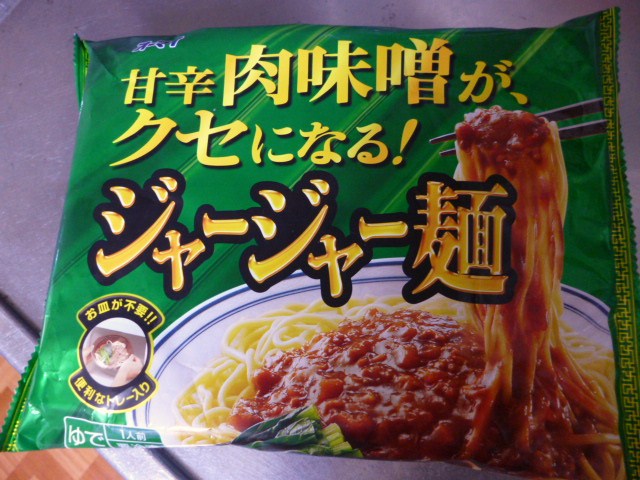 甘辛肉味噌が、
クセになる!
ジャージャー麺
お皿が不要!!
便利なトレー入り
ゆで
1人前